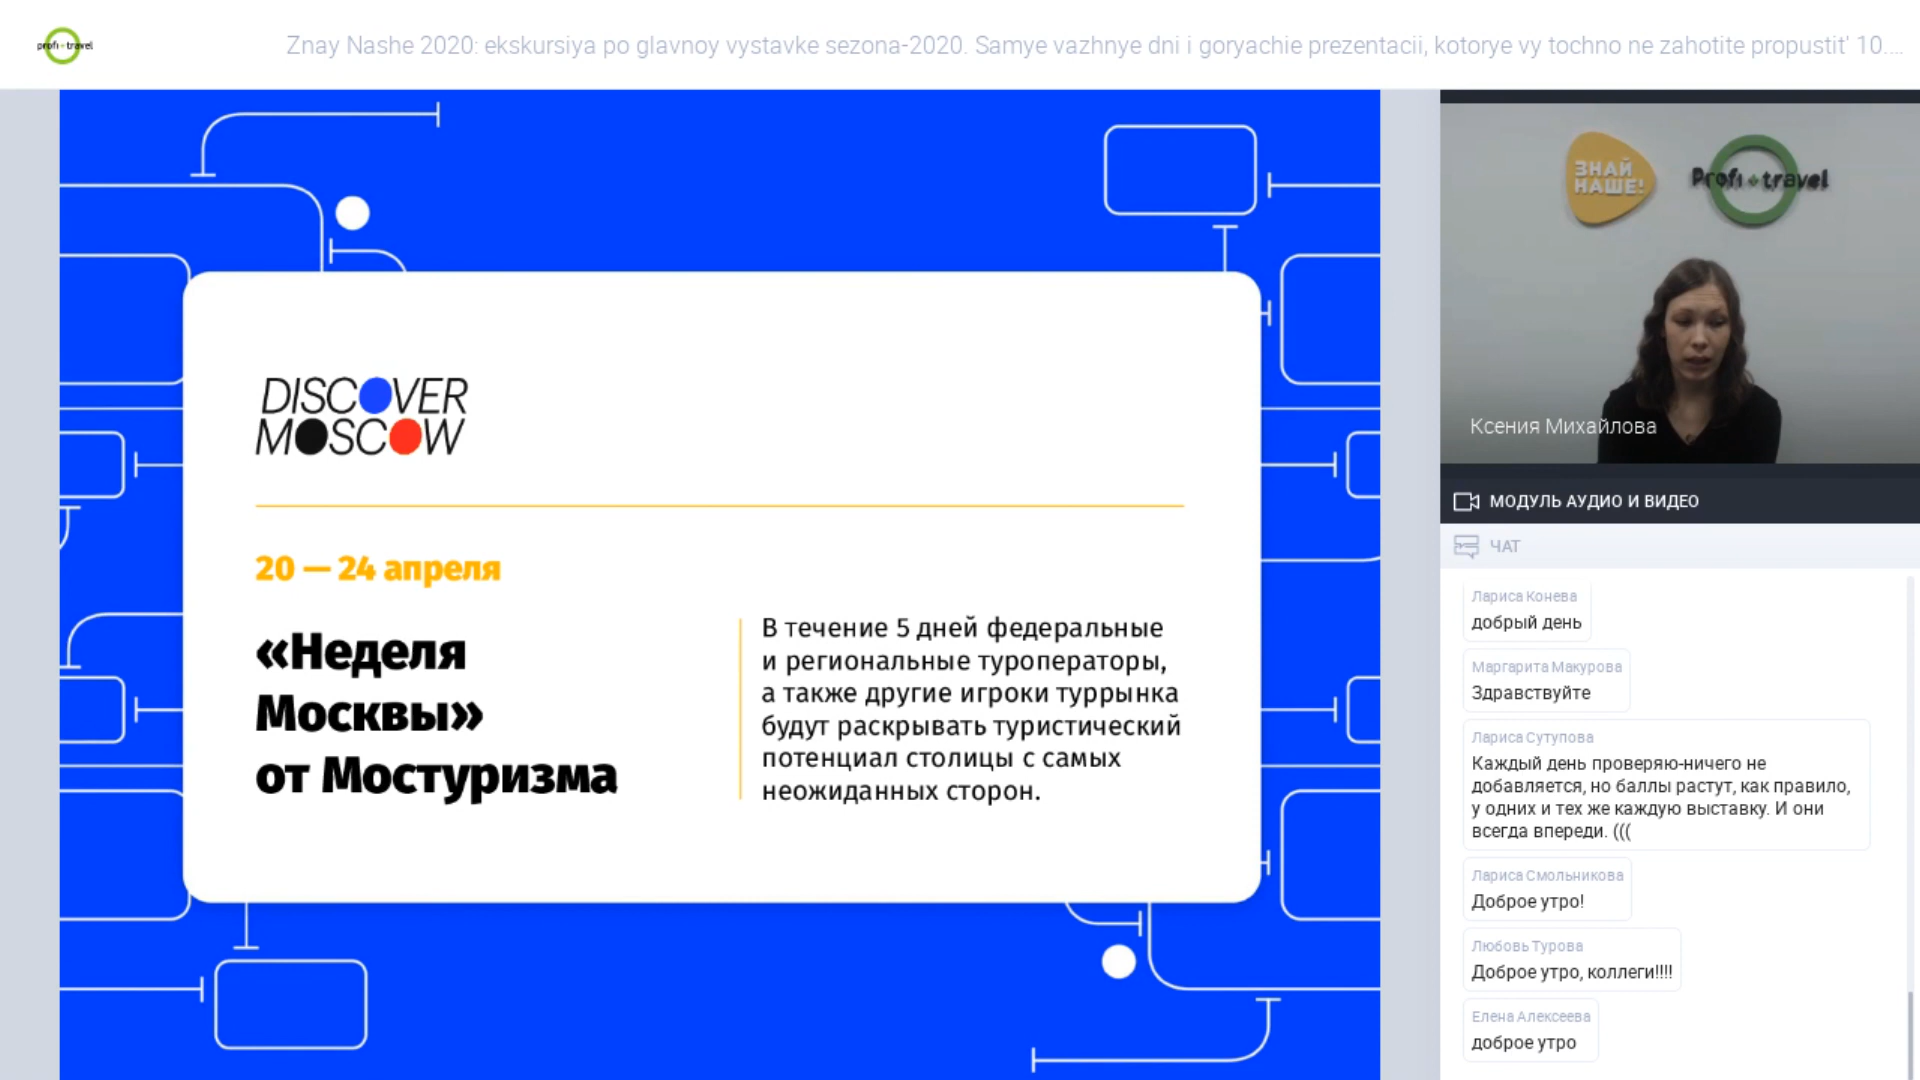 profi travel
Znay Nashe 2020: ekskursiya po glavnoy vystavke sezona-2020. Samye vazhnye dni i goryachie prezentacii, kotorye vy tochno ne zahotite propustit' 10....
DISCOVER
MOSCOW
20 — 24 апреля
«Неделя
Москвы»
от Мостуризма
В течение 5 дней федеральные
и региональные туроператоры,
а также другие игроки туррынка
будут раскрывать туристический
потенциал столицы с самых
неожиданных сторон.
ЗНАЙ
НАШЕ!
Profi travel
Ксения Михайлова
МОДУЛЬ АУДИО И ВИДЕО
ЧАТ
Лариса Конева
добрый день
Маргарита Макурова
Здравствуйте
Лариса Сутупова
Каждый день проверяю-ничего не
добавляется, но баллы растут, как правило,
у одних и тех же каждую выставку. И они
всегда впереди. (((
Лариса Смольникова
Доброе утро!
Любовь Турова
Доброе утро, коллеги!!!!
Елена Алексеева
доброе утро